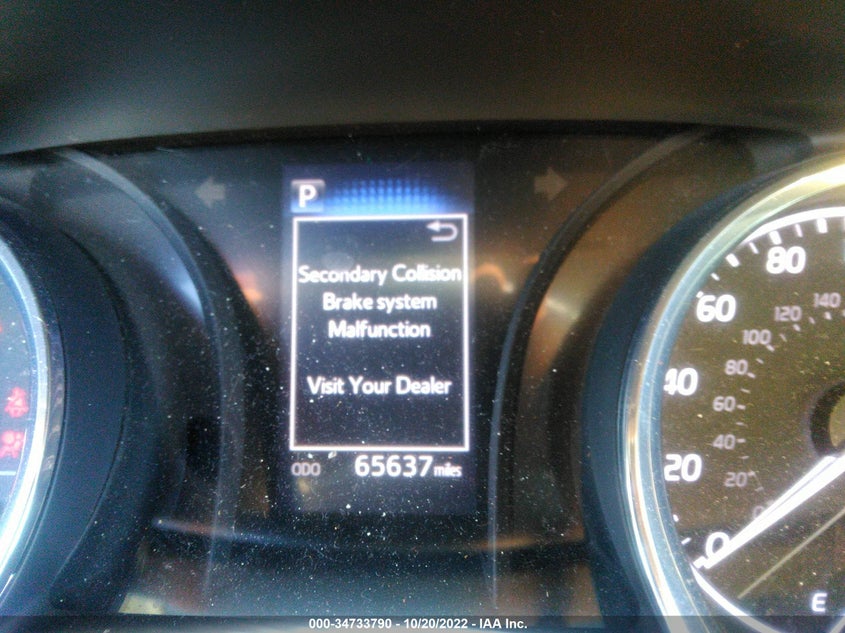 P
Secondary Collision
Brake system
Malfunction
Visit Your Dealer
ODO 65637 miles
80
60
40
20
0
140
120
100
80
60
40
20
E
000-34733790 - 10/20/2022 - IAA Inc.